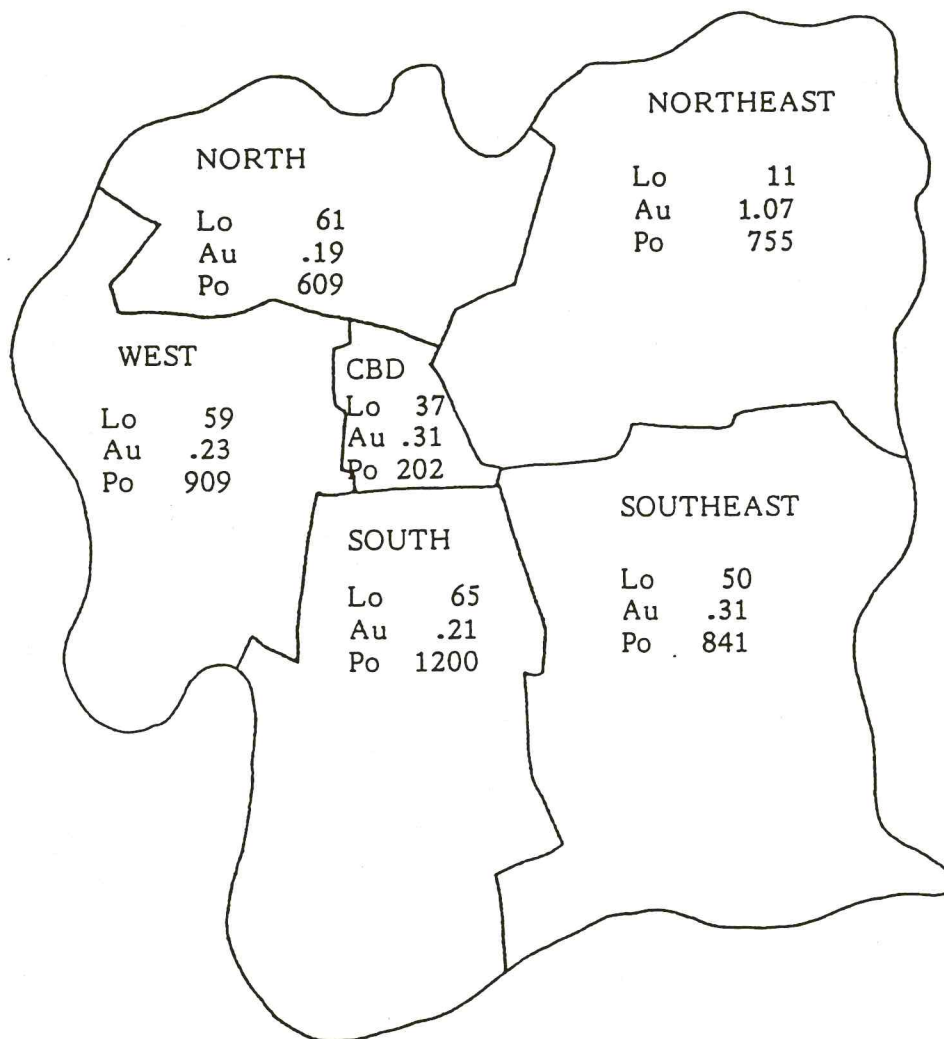 NORTHEAST
Lo 11
Au 1.07
Po 755
NORTH
Lo 61
Au .19
Po 609
WEST
Lo 59
Au .23
Po 909
CBD
Lo 37
Au .31
Po 202
SOUTHEAST
Lo 50
Au .31
Po 841
SOUTH
Lo 65
Au .21
Po 1200